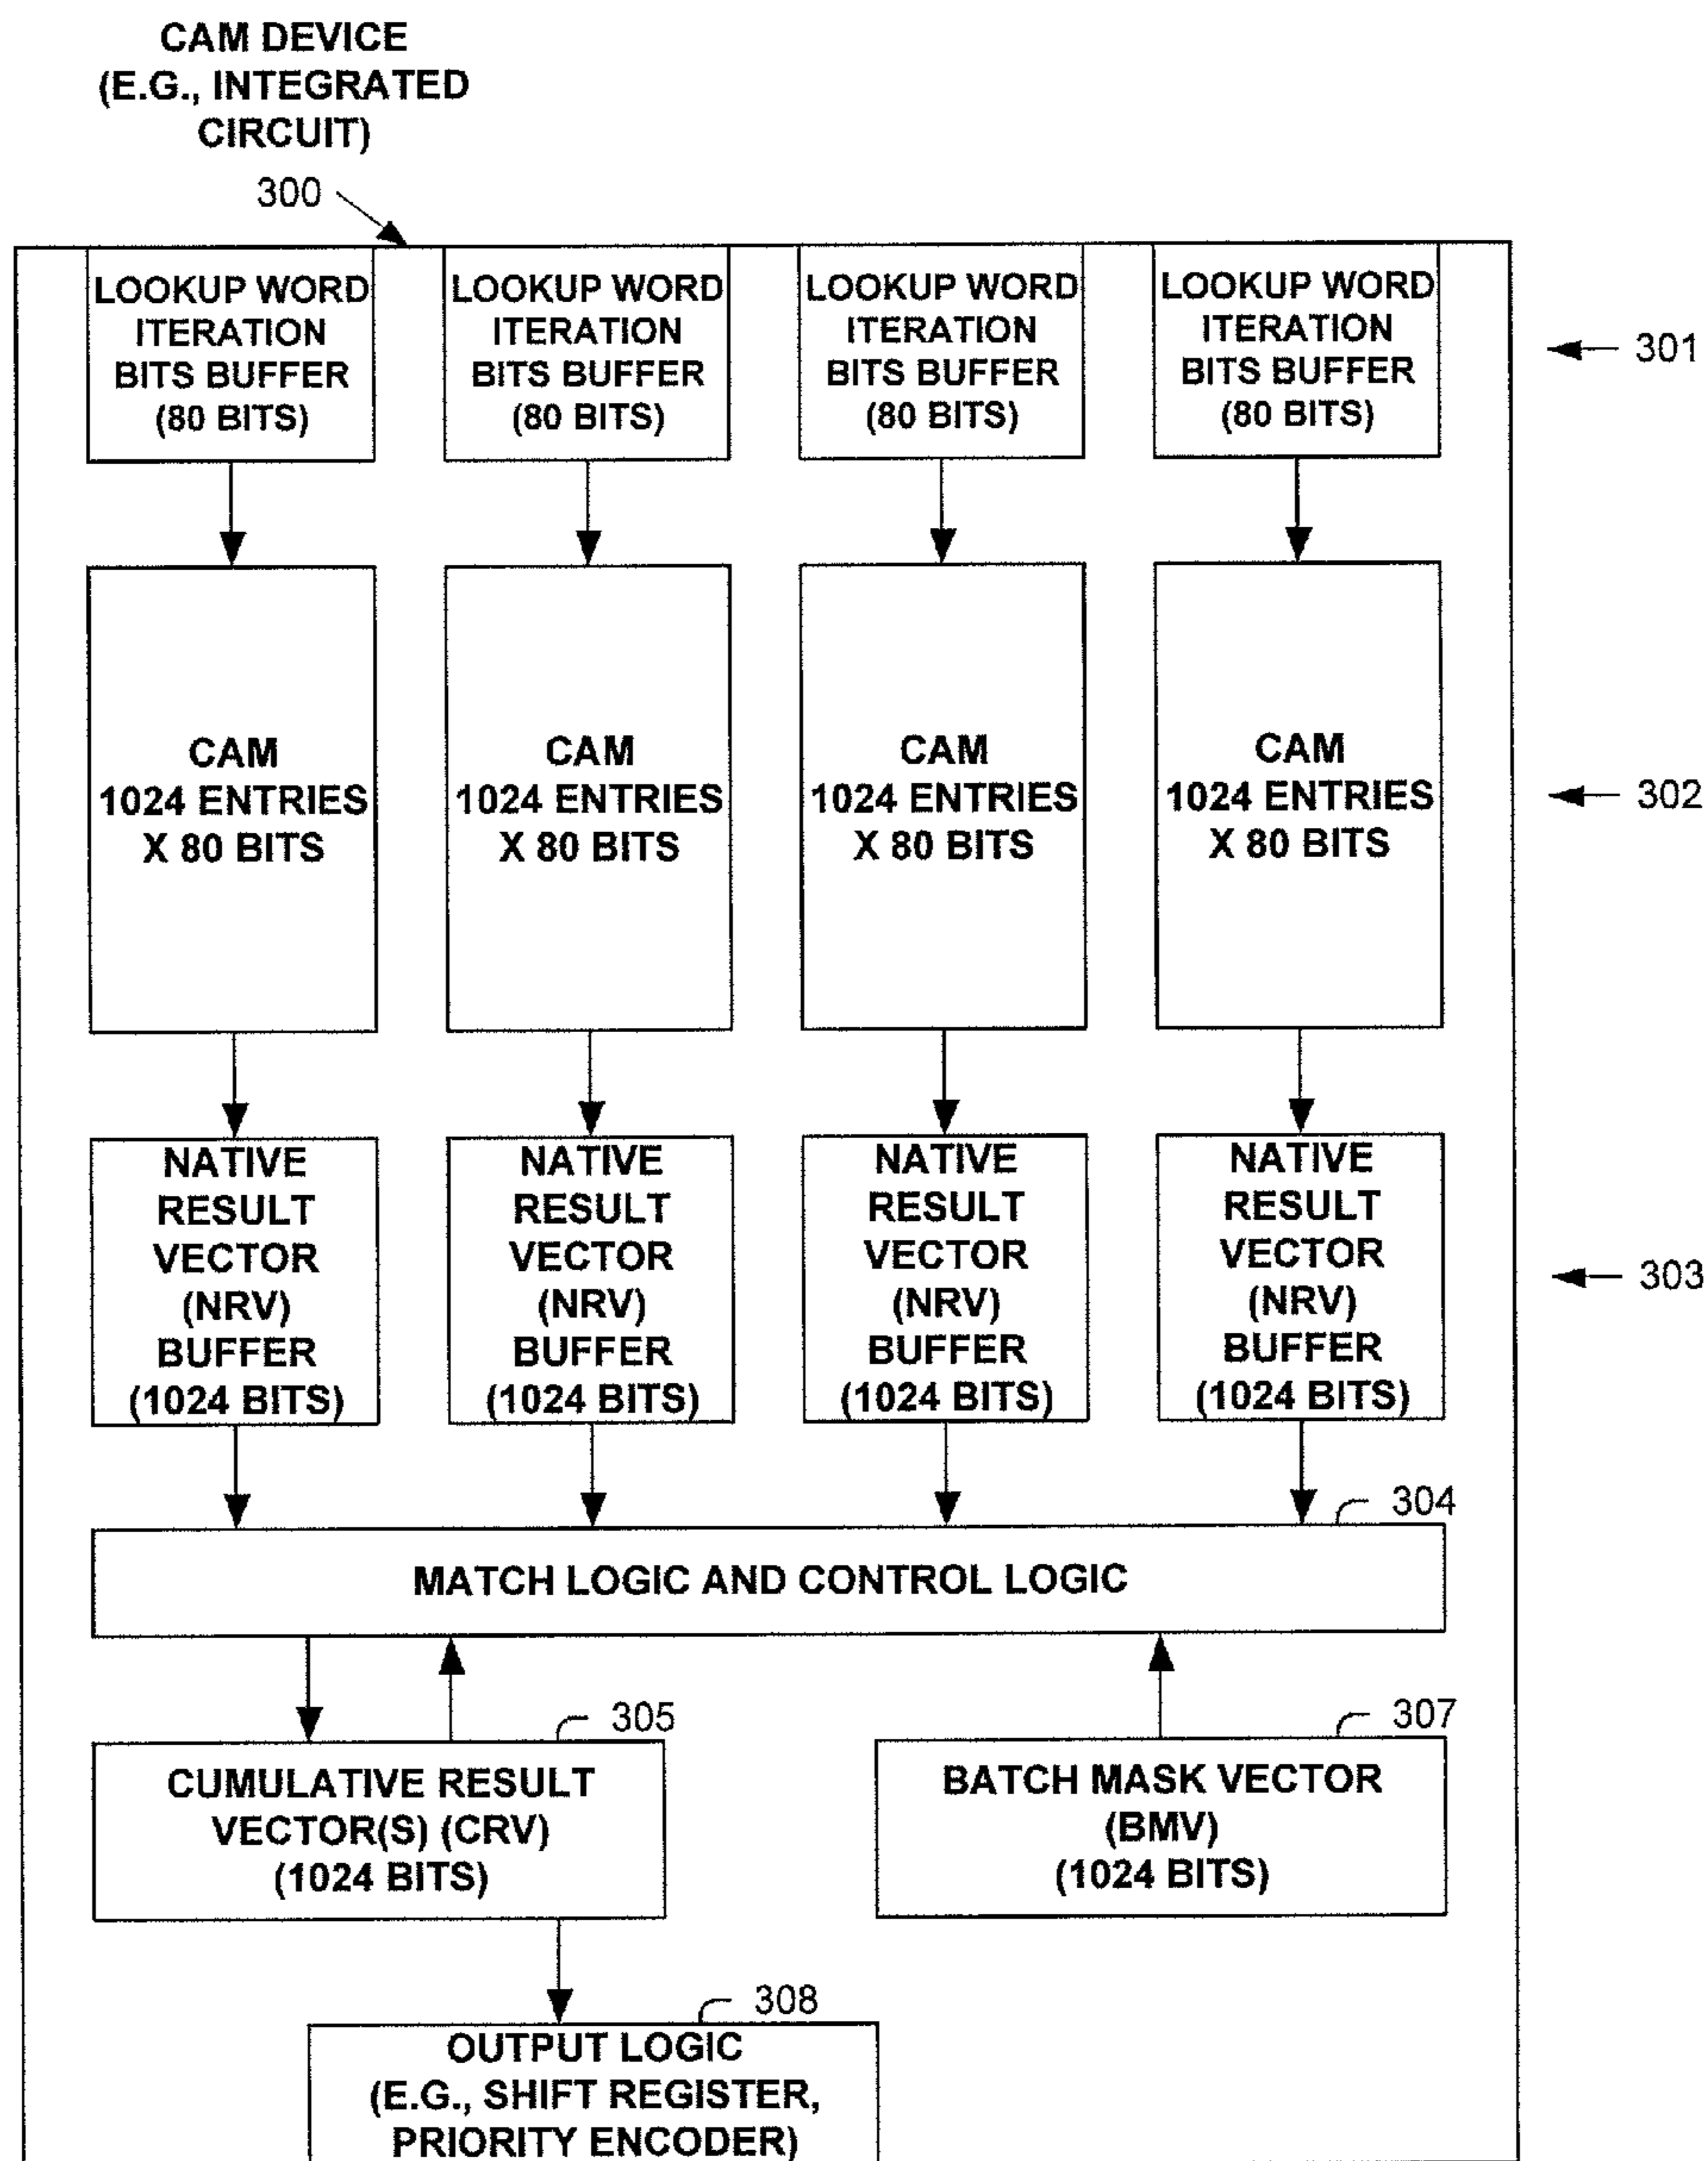 CAM DEVICE
(E.G., INTEGRATED
CIRCUIT)
300
LOOKUP WORD
ITERATION
BITS BUFFER
(80 BITS)
LOOKUP WORD
ITERATION
BITS BUFFER
(80 BITS)
LOOKUP WORD
ITERATION
BITS BUFFER
(80 BITS)
LOOKUP WORD
ITERATION
BITS BUFFER
(80 BITS)
301
CAM
1024 ENTRIES
X 80 BITS
CAM
1024 ENTRIES
X 80 BITS
CAM
1024 ENTRIES
X 80 BITS
CAM
1024 ENTRIES
X 80 BITS
302
NATIVE
RESULT
VECTOR
(NRV)
BUFFER
(1024 BITS)
NATIVE
RESULT
VECTOR
(NRV)
BUFFER
(1024 BITS)
NATIVE
RESULT
VECTOR
(NRV)
BUFFER
(1024 BITS)
NATIVE
RESULT
VECTOR
(NRV)
BUFFER
(1024 BITS)
303
304
MATCH LOGIC AND CONTROL LOGIC
305
CUMULATIVE RESULT
VECTOR(S) (CRV)
(1024 BITS)
307
BATCH MASK VECTOR
(BMV)
(1024 BITS)
308
OUTPUT LOGIC
(E.G., SHIFT REGISTER,
PRIORITY ENCODER)